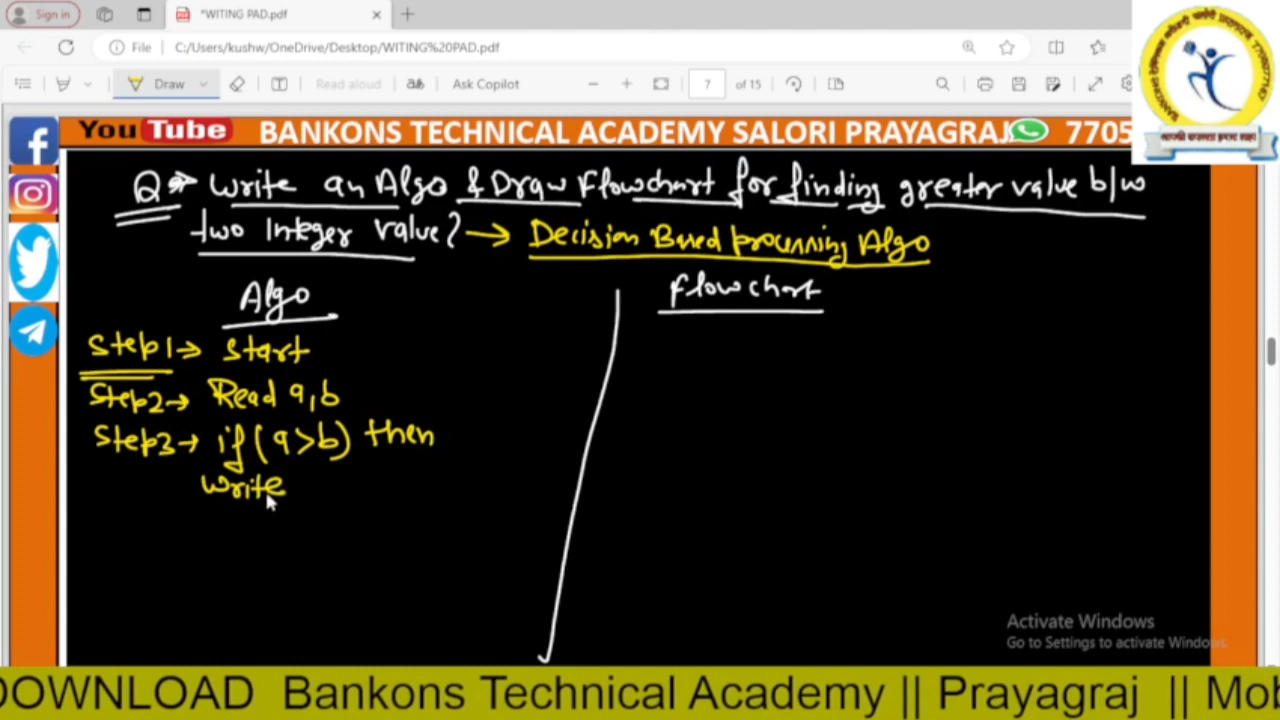 Sign in
*WITING PAD.pdf
File C:/Users/kushw/OneDrive/Desktop/WITING%20PAD.pdf
Draw Read aloud Ask Copilot 7 of 15
YouTube BANKONS TECHNICAL ACADEMY SALORI PRAYAGRAJ 7705
Q→ Write an Algo & Draw Flowchart for finding greater value b/w
two Integer value? → Decision Based processing Algo
Algo
Flowchart
Step1→ Start
Step2→ Read a,b
Step3→ if (a>b) then
write
Activate Windows
Go to Settings to activate Windows.
DOWNLOAD Bankons Technical Academy || Prayagraj || Mob